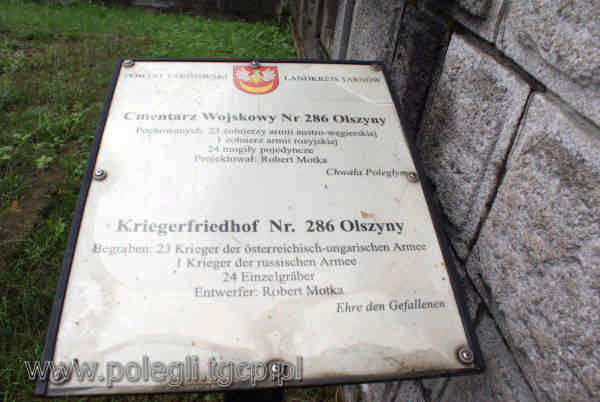 POWIAT TARNOWSKI LANDKREIS TARNÓW
Cmentarz Wojskowy Nr 286 Olszyny
Pochowanych: 23 żołnierzy armii austro-węgierskiej
1 żołnierz armii rosyjskiej
24 mogiły pojedyncze
Projektował: Robert Motka
Chwała Poległym
Kriegerfriedhof Nr. 286 Olszyny
Begraben: 23 Krieger der österreichisch-ungarischen Armee
1 Krieger der russischen Armee
24 Einzelgräber
Entwerfer: Robert Motka
Ehre den Gefallenen
www.polegli.tgcp.pl